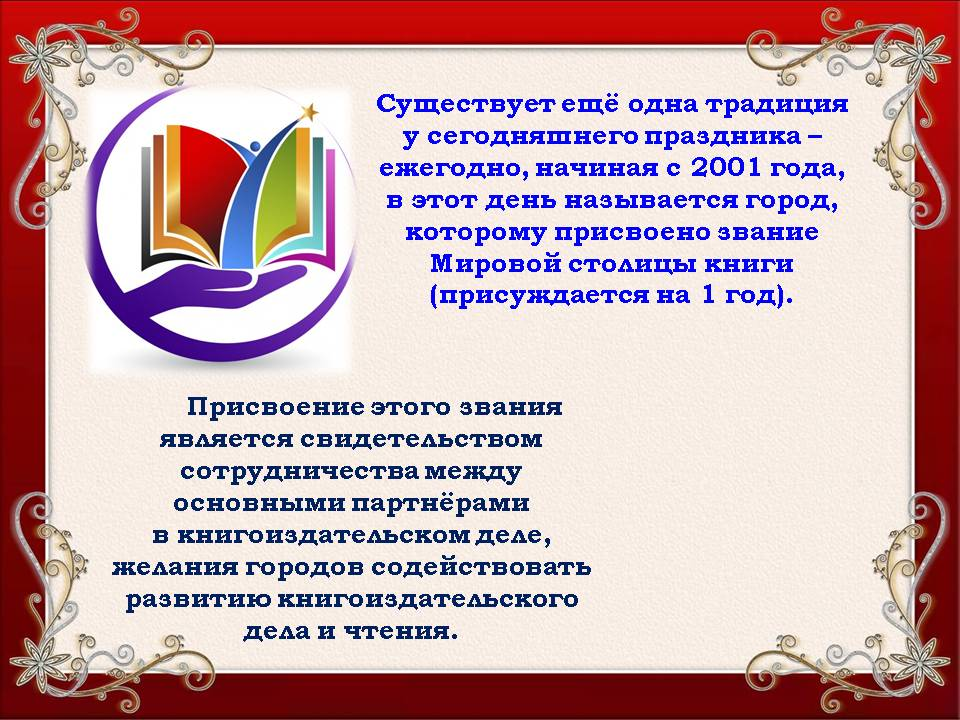 Существует ещё одна традиция
у сегодняшнего праздника –
ежегодно, начиная с 2001 года,
в этот день называется город,
которому присвоено звание
Мировой столицы книги
(присуждается на 1 год).
Присвоение этого звания
является свидетельством
сотрудничества между
основными партнёрами
в книгоиздательском деле,
желания городов содействовать
развитию книгоиздательского
дела и чтения.